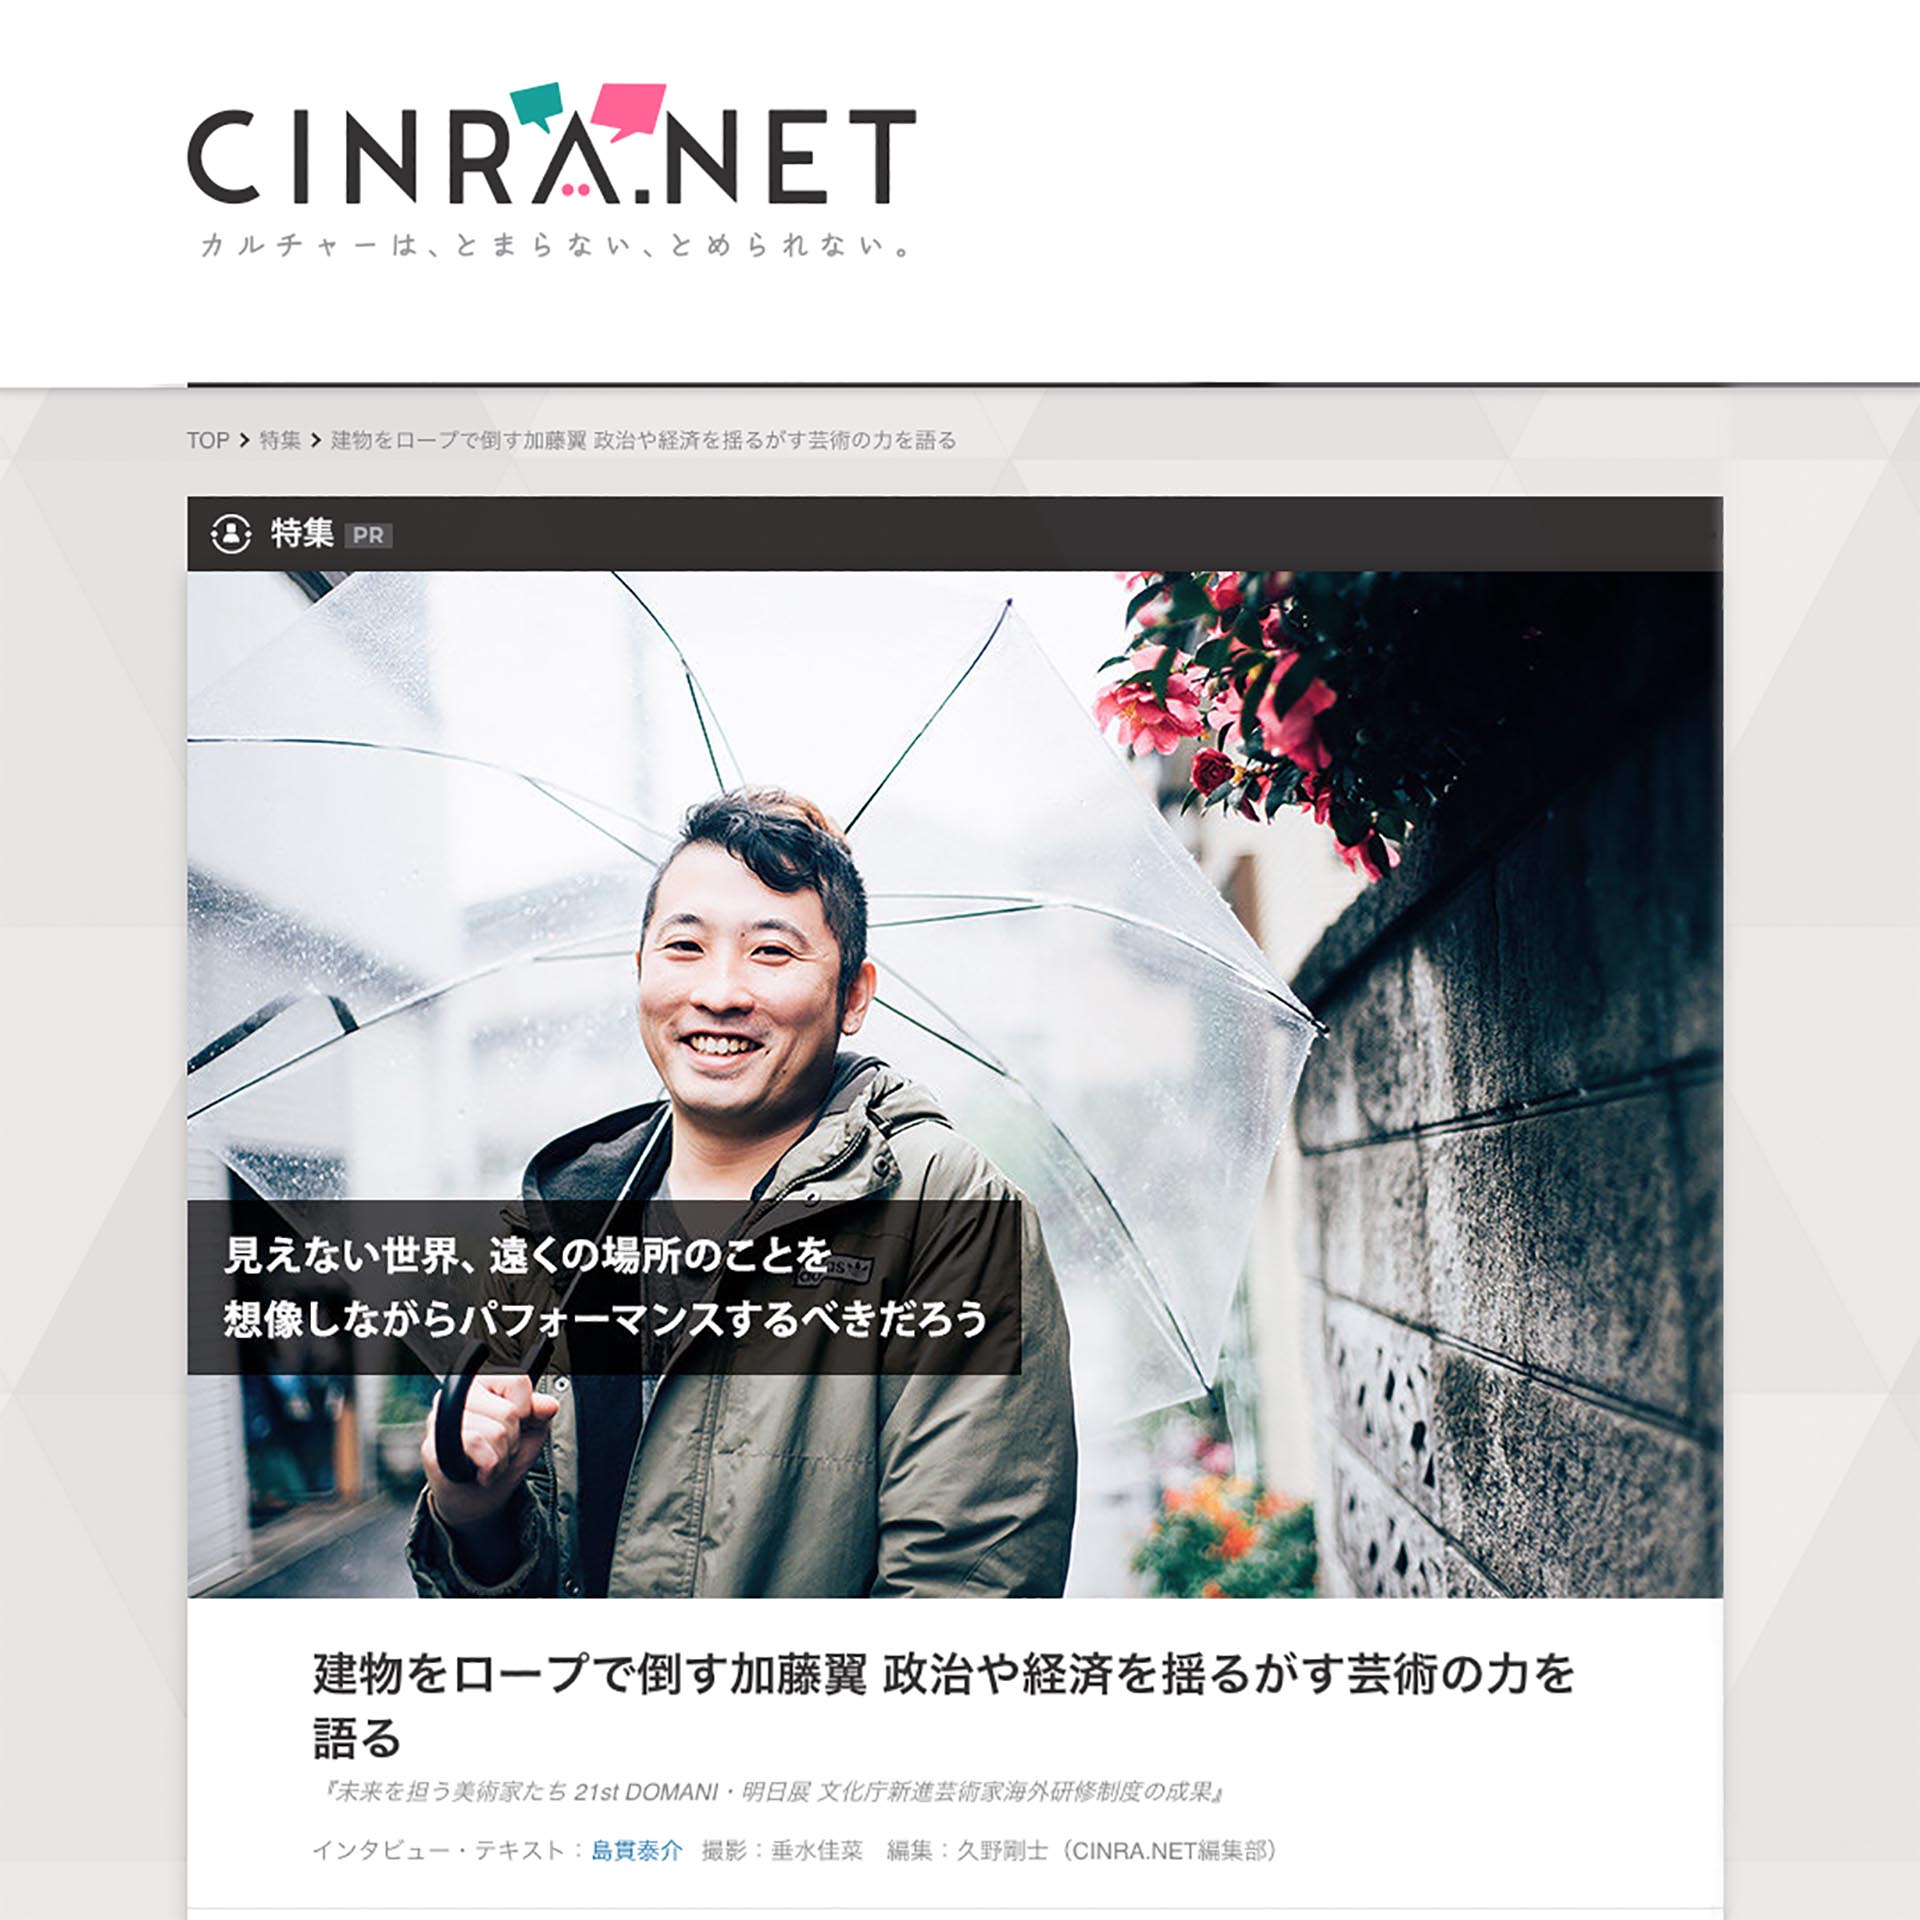 CINRA.NET
カルチャーは、とまらない、とめられない。
TOP > 特集 > 建物をロープで倒す加藤翼 政治や経済を揺るがす芸術の力を語る
特集 PR
見えない世界、遠くの場所のことを
想像しながらパフォーマンスするべきだろう
建物をロープで倒す加藤翼 政治や経済を揺るがす芸術の力を
語る
『未来を担う美術家たち 21st DOMANI・明日展 文化庁新進芸術家海外研修制度の成果』
インタビュー・テキスト：島貫泰介 撮影：垂水佳菜 編集：久野剛士（CINRA.NET編集部）